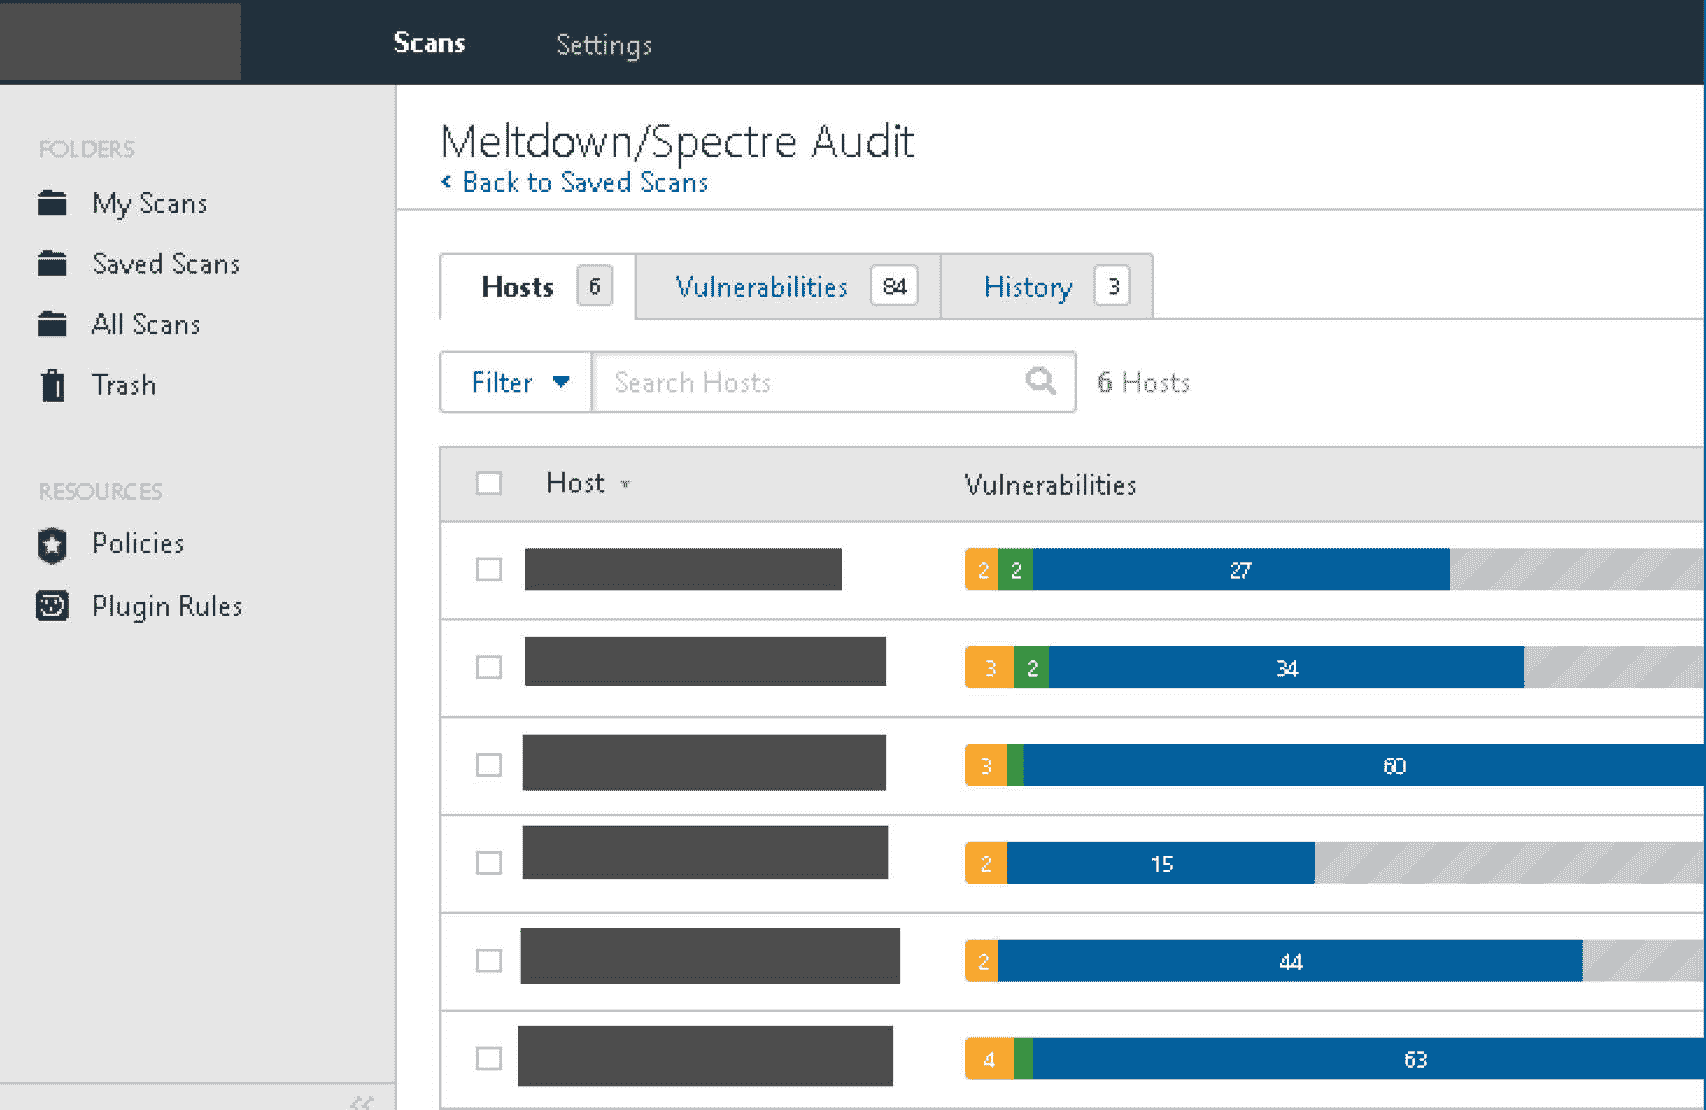 Scans Settings
FOLDERS
My Scans
Saved Scans
All Scans
Trash
RESOURCES
Policies
Plugin Rules
Meltdown/Spectre Audit
Back to Saved Scans
Hosts 6 Vulnerabilities 84 History 3
Filter Search Hosts 6 Hosts
Host Vulnerabilities
2 2 27
3 2 34
3 60
2 15
2 44
4 63